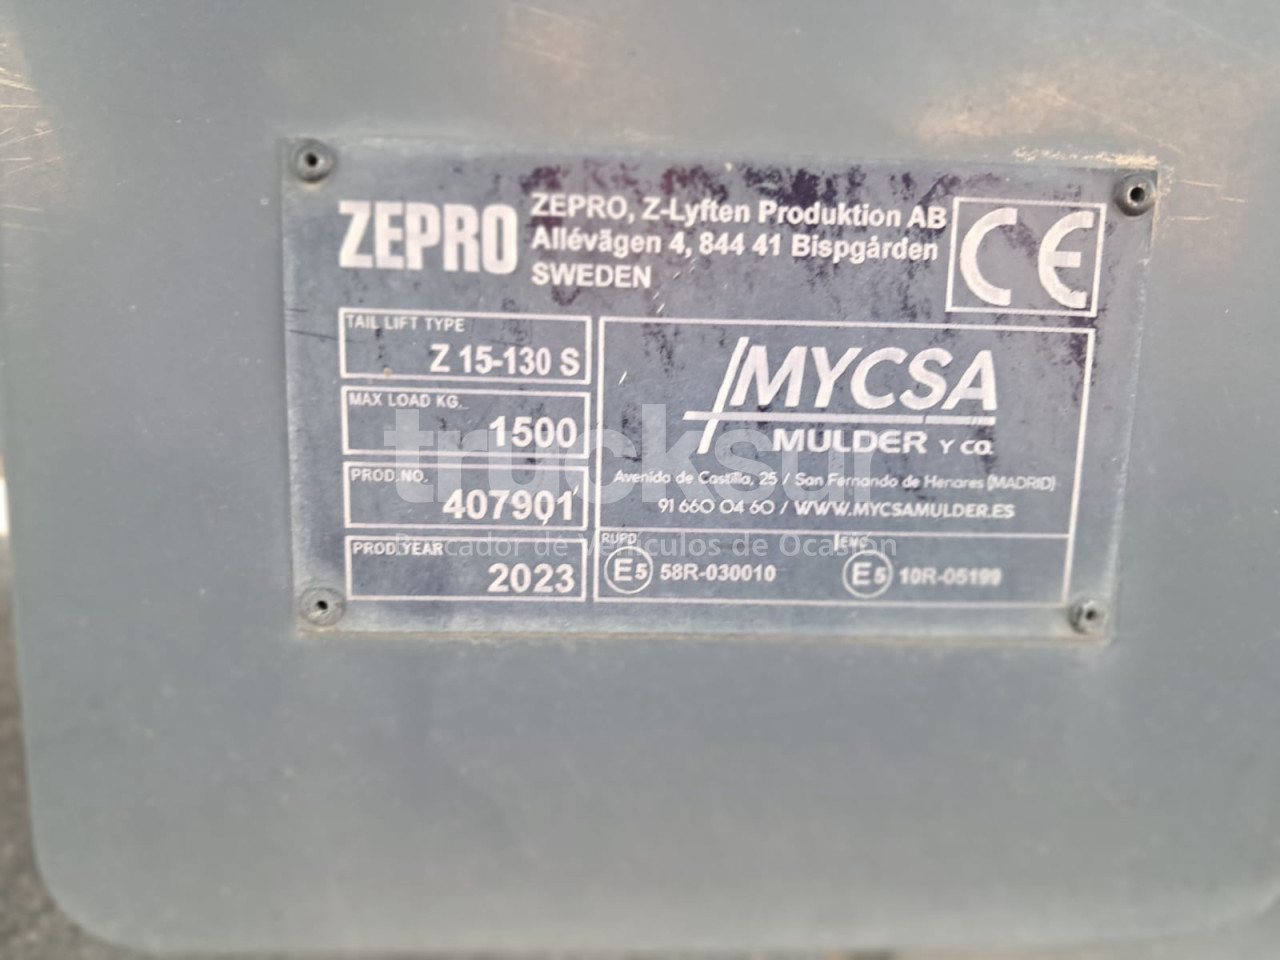 ZEPRO
ZEPRO, Z-Lyften Produktion AB
Allévägen 4, 844 41 Bispgården
SWEDEN
CE
TAIL LIFT TYPE
Z 15-130 S
MAX LOAD KG.
1500
PROD.NO.
407901
PROD.YEAR
2023
MYCSA
MULDER Y CO.
Avenida de Castilla, 25 / San Fernando de Henares (MADRID)
91 660 04 60 / WWW.MYCSAMULDER.ES
RUPD
E5 58R-030010
EMC
E5 10R-05199
trucksur
Buscador de Vehículos de Ocasión